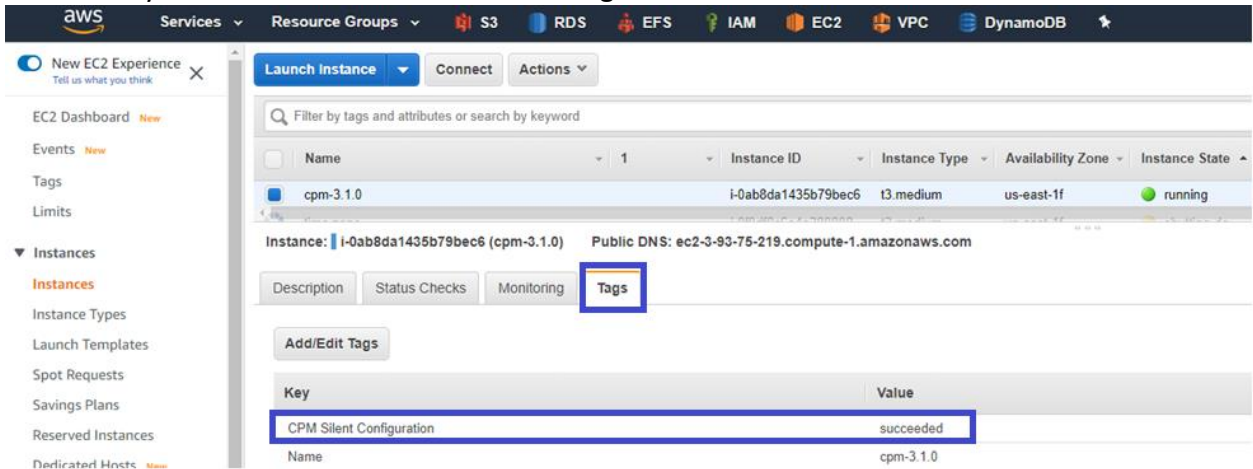 aws Services Resource Groups S3 RDS EFS IAM EC2 VPC DynamoDB
New EC2 Experience
Tell us what you think
Launch Instance Connect Actions
EC2 Dashboard New
Filter by tags and attributes or search by keyword
Events New
Name 1 Instance ID Instance Type Availability Zone Instance State
Tags
cpm-3.1.0 i-0ab8da1435b79bec6 t3.medium us-east-1f running
Limits
Instance: i-0ab8da1435b79bec6 (cpm-3.1.0) Public DNS: ec2-3-93-75-219.compute-1.amazonaws.com
Instances
Instances
Description Status Checks Monitoring Tags
Instance Types
Launch Templates
Add/Edit Tags
Spot Requests
Key Value
Savings Plans
CPM Silent Configuration succeeded
Reserved Instances
Name cpm-3.1.0
Dedicated Hosts New